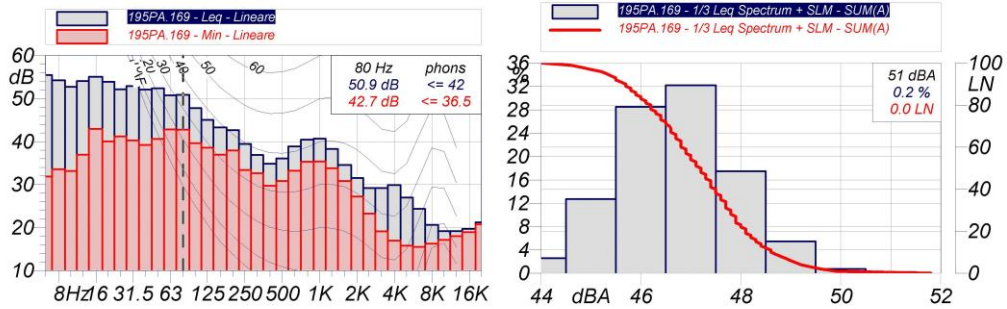 195PA.169 - Leq - Lineare
195PA.169 - Min - Lineare
60
dB
50
40
30
20
10
20
30
40
50
60
80 Hz phons
50.9 dB <= 42
42.7 dB <= 36.5
8Hz 16 31.5 63 125 250 500 1K 2K 4K 8K 16K
195PA.169 - 1/3 Leq Spectrum + SLM - SUM(A)
195PA.169 - 1/3 Leq Spectrum + SLM - SUM(A)
36
%
32
28
24
20
16
12
8
4
0
51 dBA
0.2 %
0.0 LN
100
LN
80
60
40
20
0
44 dBA 46 48 50 52